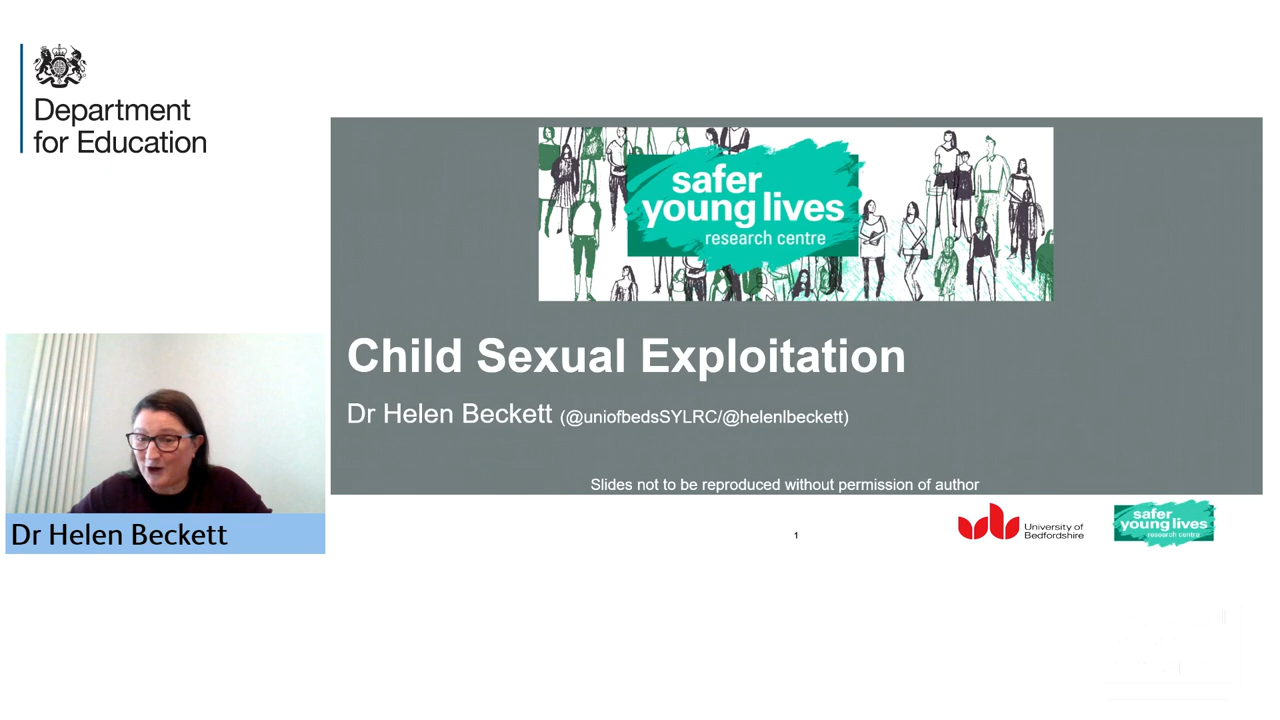 Department
for Education
safer
young lives
research centre
Child Sexual Exploitation
Dr Helen Beckett (@uniofbedsSYLRC/@helenlbeckett)
Slides not to be reproduced without permission of author
Dr Helen Beckett
1
University of
Bedfordshire
safer
young lives
research centre